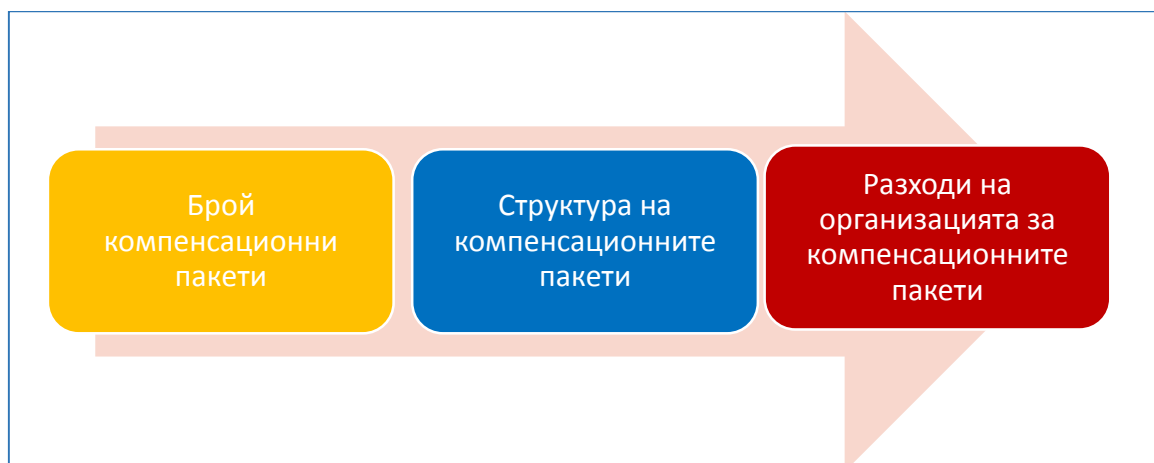 Брой
компенсационни
пакети
Структура на
компенсационните
пакети
Разходи на
организацията за
компенсационните
пакети